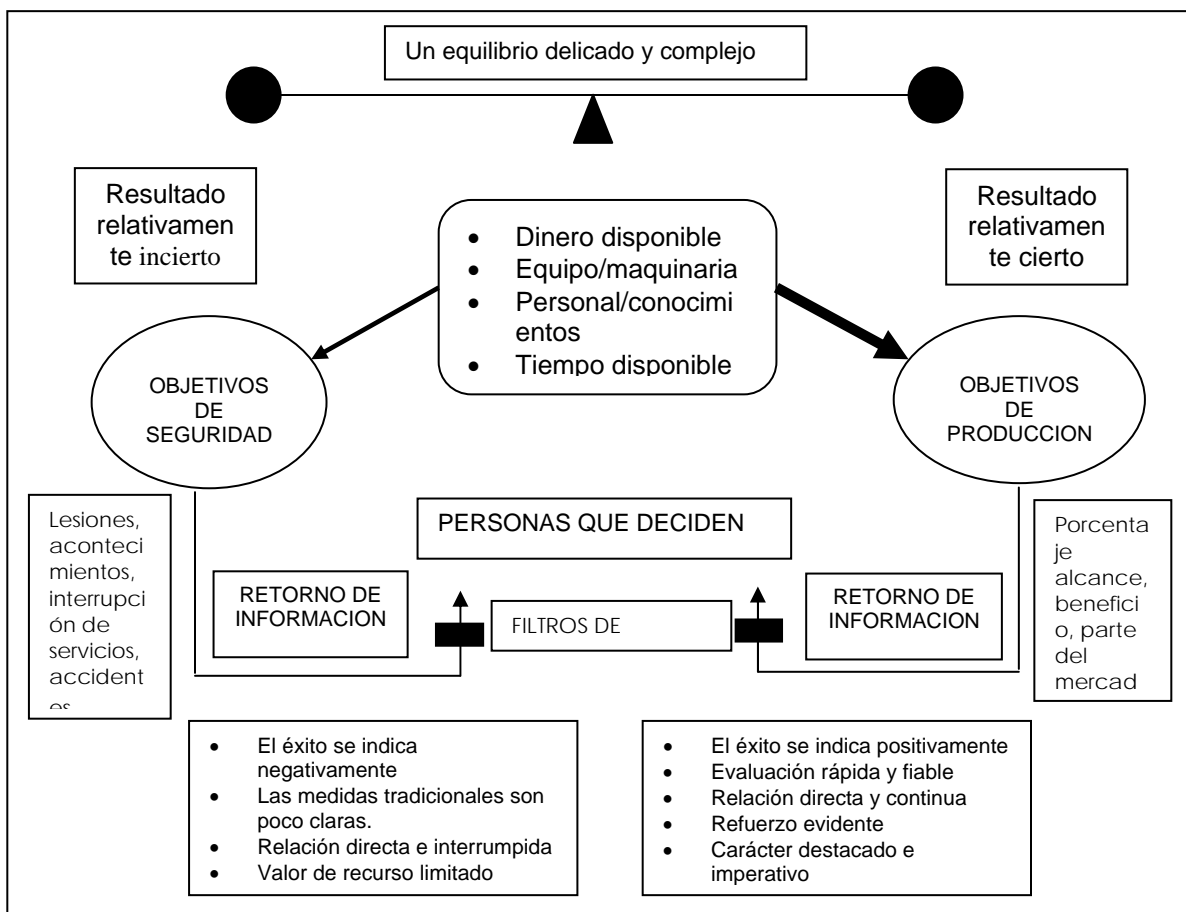 Un equilibrio delicado y complejo
Resultado
relativamen
te incierto
Resultado
relativamen
te cierto
• Dinero disponible
• Equipo/maquinaria
• Personal/conocimi
entos
• Tiempo disponible
OBJETIVOS
DE
SEGURIDAD
OBJETIVOS
DE
PRODUCCION
Lesiones,
aconteci
mientos,
interrupci
ón de
servicios,
accident
es
PERSONAS QUE DECIDEN
RETORNO DE
INFORMACION
FILTROS DE
RETORNO DE
INFORMACION
Porcenta
je
alcance,
benefici
o, parte
del
mercad
• El éxito se indica
negativamente
• Las medidas tradicionales son
poco claras.
• Relación directa e interrumpida
• Valor de recurso limitado
• El éxito se indica positivamente
• Evaluación rápida y fiable
• Relación directa y continua
• Refuerzo evidente
• Carácter destacado e
imperativo